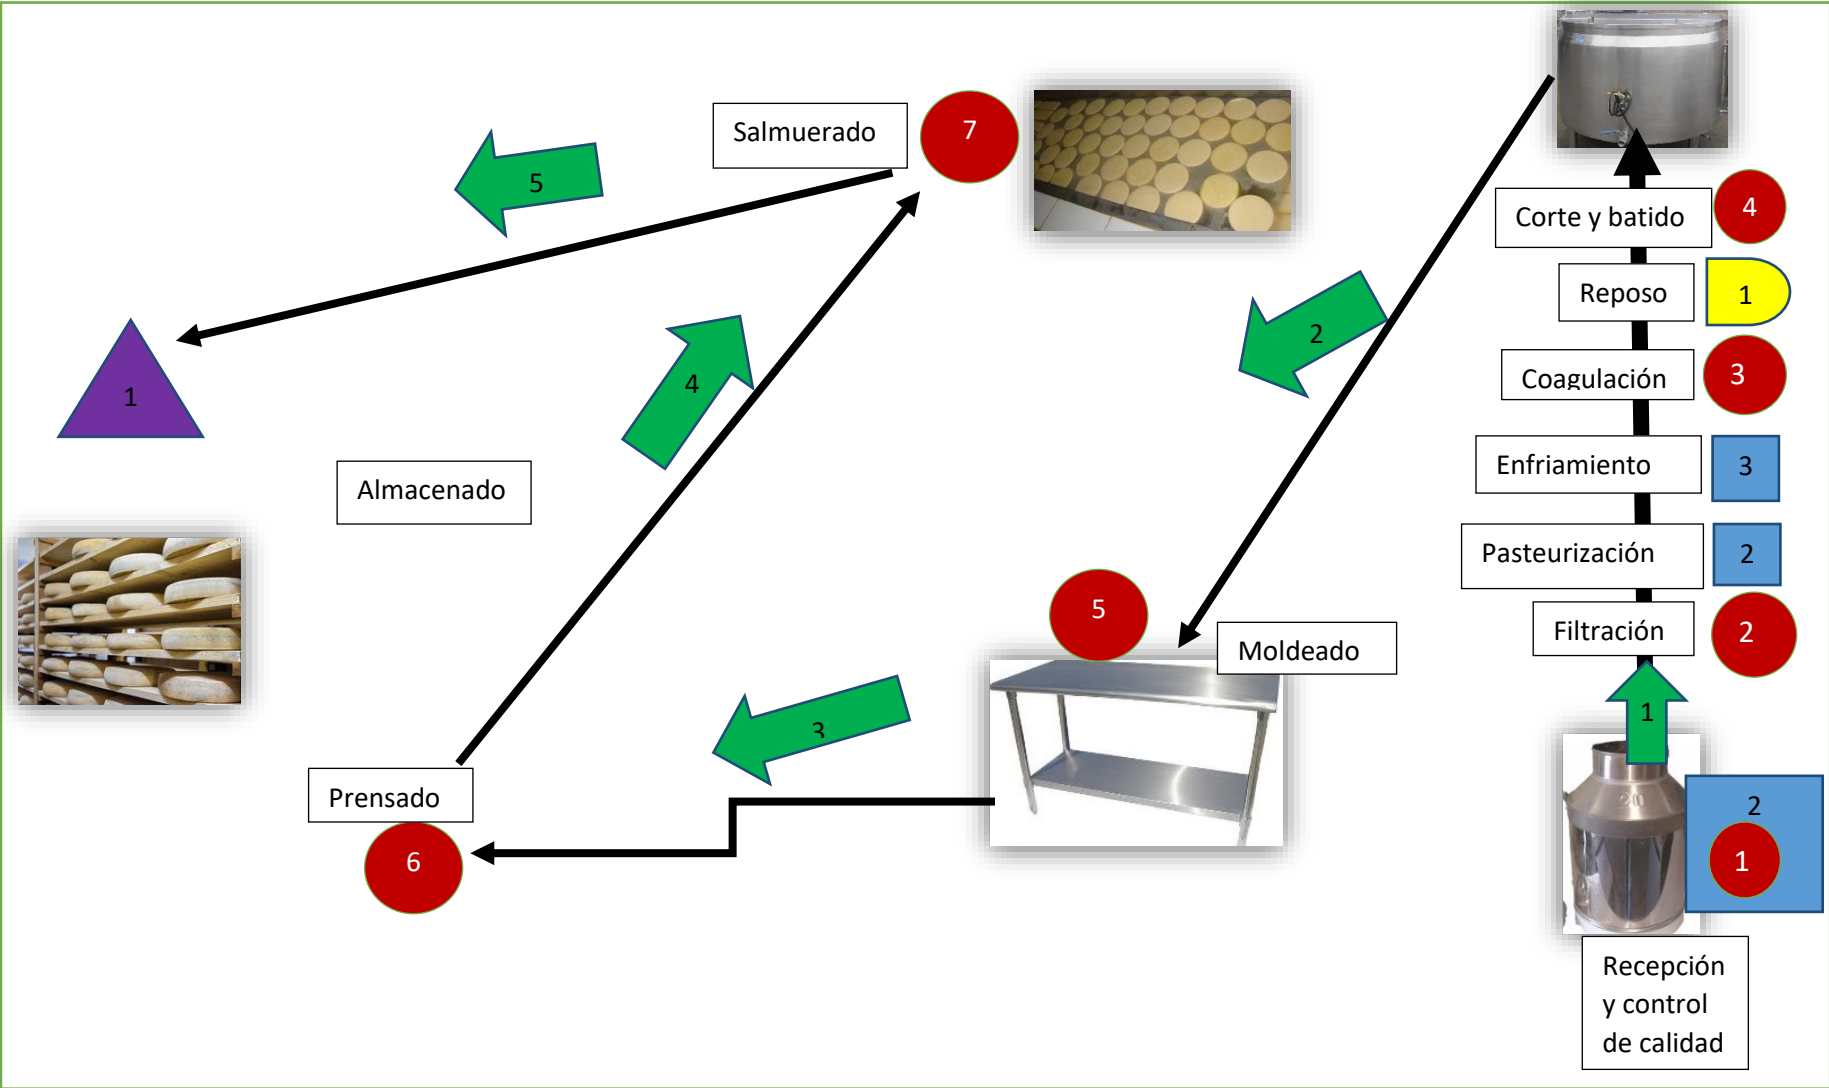 Salmuerado
7
5
Corte y batido
4
Reposo
1
2
4
Coagulación
3
1
Enfriamiento
3
Almacenado
Pasteurización
2
5
Filtración
2
Moldeado
1
3
Prensado
2
6
1
Recepción
y control
de calidad